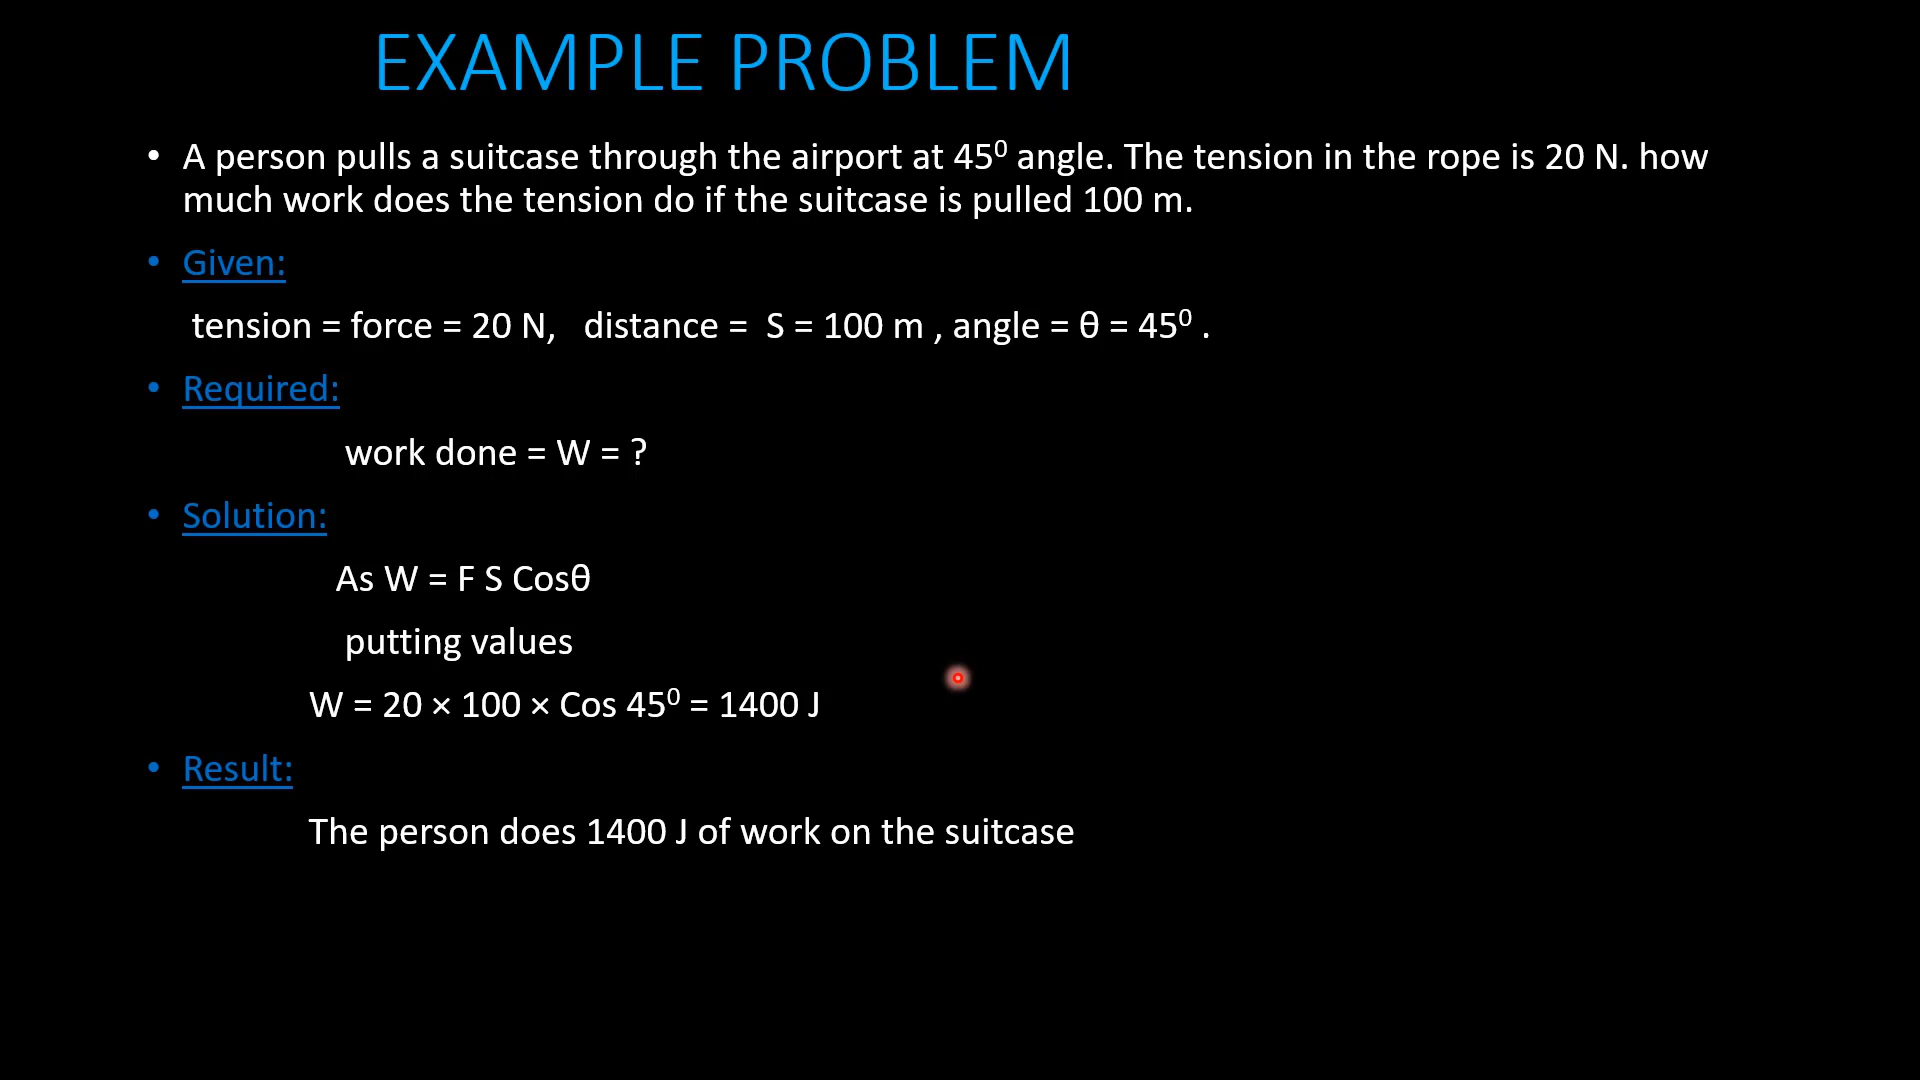 EXAMPLE PROBLEM
• A person pulls a suitcase through the airport at 45⁰ angle. The tension in the rope is 20 N. how
much work does the tension do if the suitcase is pulled 100 m.
• Given:
tension = force = 20 N, distance = S = 100 m , angle = θ = 45⁰ .
• Required:
work done = W = ?
• Solution:
As W = F S Cosθ
putting values
W = 20 × 100 × Cos 45⁰ = 1400 J
• Result:
The person does 1400 J of work on the suitcase